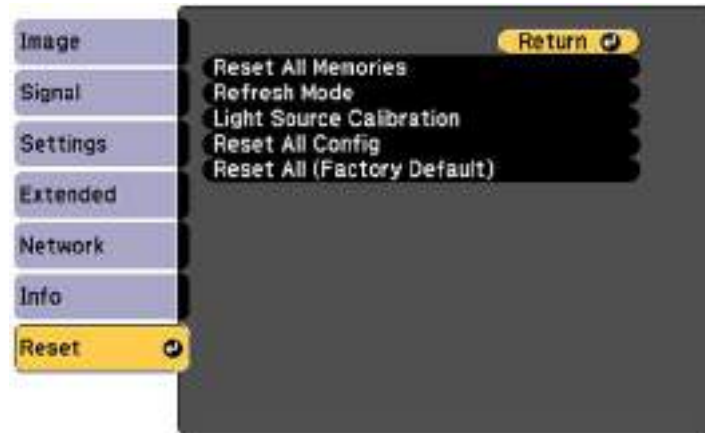 Image
Signal
Settings
Extended
Network
Info
Reset
Return
Reset All Memories
Refresh Mode
Light Source Calibration
Reset All Config
Reset All (Factory Default)